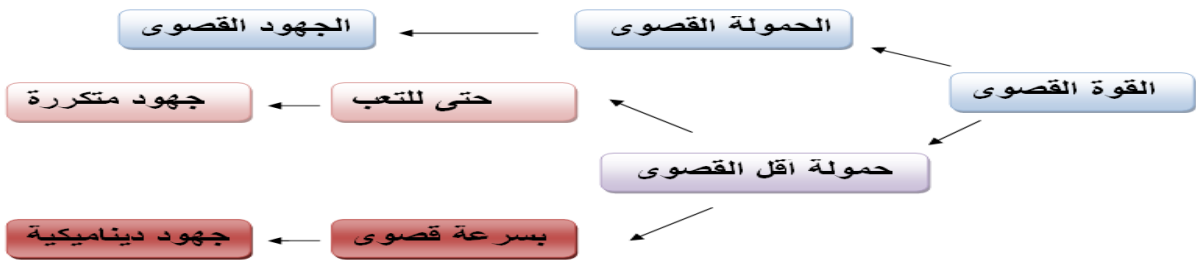 الحمولة القصوى
الجهود القصوى
القوة القصوى
حتى للتعب
جهود متكررة
حمولة أقل القصوى
بسرعة قصوى
جهود ديناميكية